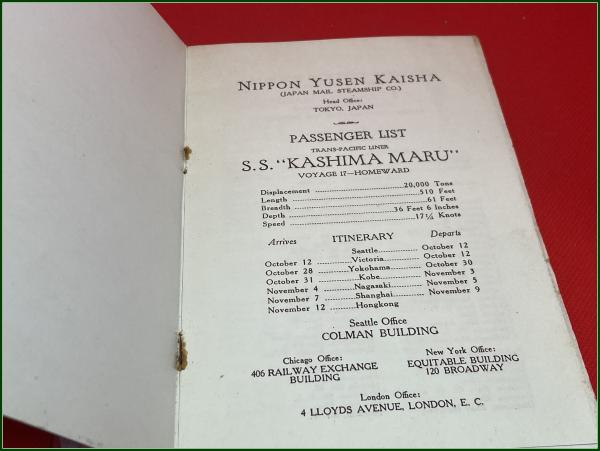 NIPPON YUSEN KAISHA
(JAPAN MAIL STEAMSHIP CO.)
Head Office:
TOKYO, JAPAN
PASSENGER LIST
TRANS-PACIFIC LINER
S.S. "KASHIMA MARU"
VOYAGE 17—HOMEWARD
Displacement ........................20,000 Tons
Length ........................510 Feet
Breadth ........................61 Feet
Depth ........................36 Feet 6 Inches
Speed ........................17¼ Knots
Arrives ITINERARY Departs
Seattle............ October 12
October 12 ............Victoria............ October 12
October 28 ............Yokohama............ October 30
October 31 ............Kobe............ November 3
November 4 ............Nagasaki............ November 5
November 7 ............Shanghai............ November 9
November 12 ............Hongkong
Seattle Office
COLMAN BUILDING
Chicago Office:
406 RAILWAY EXCHANGE
BUILDING
New York Office:
EQUITABLE BUILDING
120 BROADWAY
London Office:
4 LLOYDS AVENUE, LONDON, E. C.